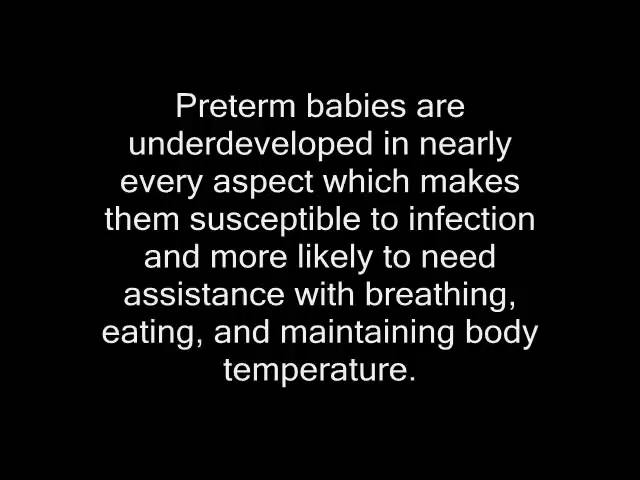 Preterm babies are
underdeveloped in nearly
every aspect which makes
them susceptible to infection
and more likely to need
assistance with breathing,
eating, and maintaining body
temperature.